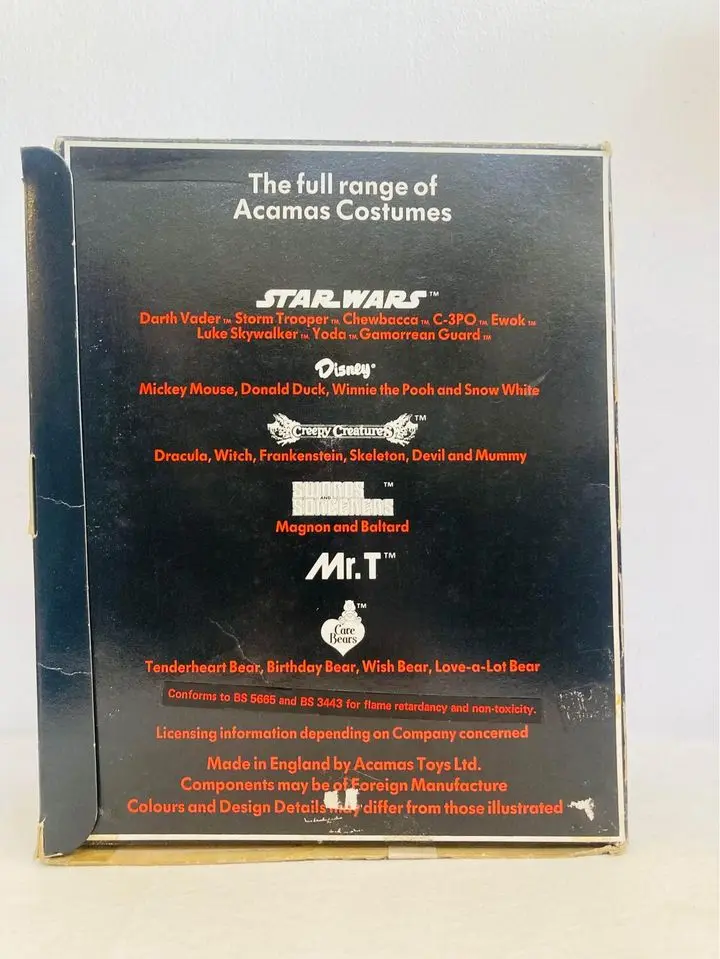 The full range of
Acamas Costumes
STAR WARS™
Darth Vader™ Storm Trooper™ Chewbacca™ C-3PO™ Ewok™
Luke Skywalker™ Yoda™ Gamorrean Guard™
Disney®
Mickey Mouse, Donald Duck, Winnie the Pooh and Snow White
Creepy Creatures™
Dracula, Witch, Frankenstein, Skeleton, Devil and Mummy
SWORDS™
AND
SORCERERS
Magnon and Baltard
Mr.T™
Care™
Bears
Tenderheart Bear, Birthday Bear, Wish Bear, Love-a-Lot Bear
Conforms to BS 5665 and BS 3443 for flame retardancy and non-toxicity.
Licensing information depending on Company concerned
Made in England by Acamas Toys Ltd.
Components may be of Foreign Manufacture
Colours and Design Details may differ from those illustrated